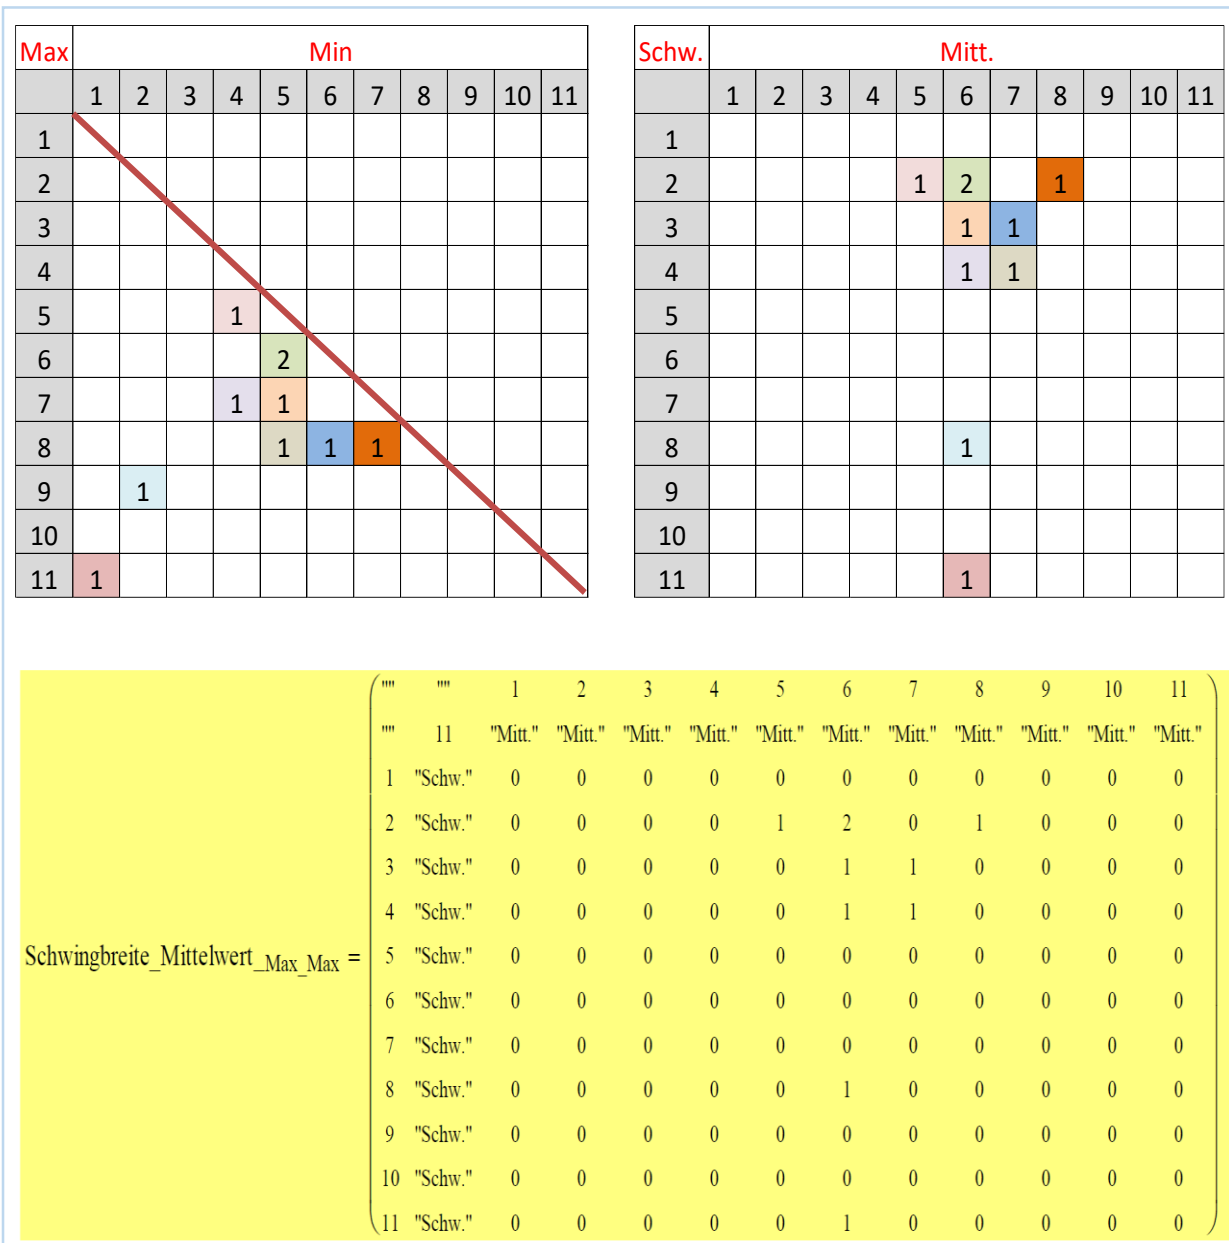 Max Min
1 2 3 4 5 6 7 8 9 10 11
1
2
3
4
5 1
6 2
7 1 1
8 1 1 1
9 1
10
11 1
Schw. Mitt.
1 2 3 4 5 6 7 8 9 10 11
1
2 1 2 1
3 1 1
4 1 1
5
6
7
8 1
9
10
11 1
Schwingbreite_Mittelwert_Max_Max =
"" "" 1 2 3 4 5 6 7 8 9 10 11
"" 11 "Mitt." "Mitt." "Mitt." "Mitt." "Mitt." "Mitt." "Mitt." "Mitt." "Mitt." "Mitt." "Mitt."
1 "Schw." 0 0 0 0 0 0 0 0 0 0 0
2 "Schw." 0 0 0 0 1 2 0 1 0 0 0
3 "Schw." 0 0 0 0 0 1 1 0 0 0 0
4 "Schw." 0 0 0 0 0 1 1 0 0 0 0
5 "Schw." 0 0 0 0 0 0 0 0 0 0 0
6 "Schw." 0 0 0 0 0 0 0 0 0 0 0
7 "Schw." 0 0 0 0 0 0 0 0 0 0 0
8 "Schw." 0 0 0 0 0 1 0 0 0 0 0
9 "Schw." 0 0 0 0 0 0 0 0 0 0 0
10 "Schw." 0 0 0 0 0 0 0 0 0 0 0
11 "Schw." 0 0 0 0 0 1 0 0 0 0 0